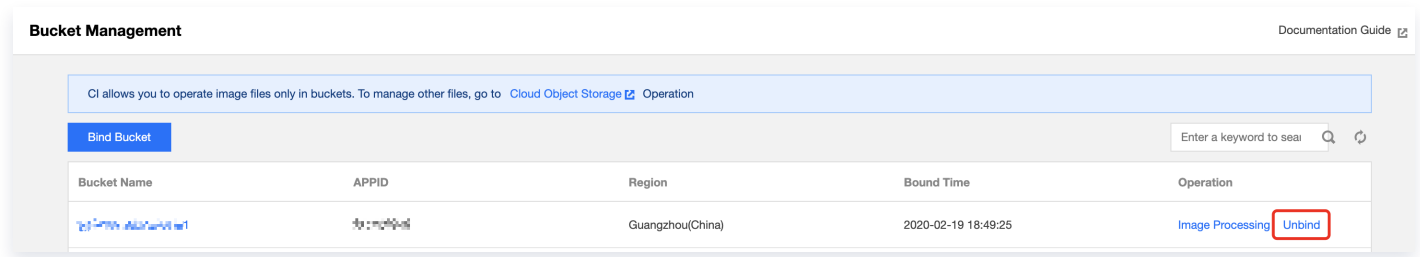 Bucket Management
Documentation Guide
CI allows you to operate image files only in buckets. To manage other files, go to Cloud Object Storage Operation
Bind Bucket
Enter a keyword to sear
Bucket Name APPID Region Bound Time Operation
Guangzhou(China) 2020-02-19 18:49:25 Image Processing Unbind